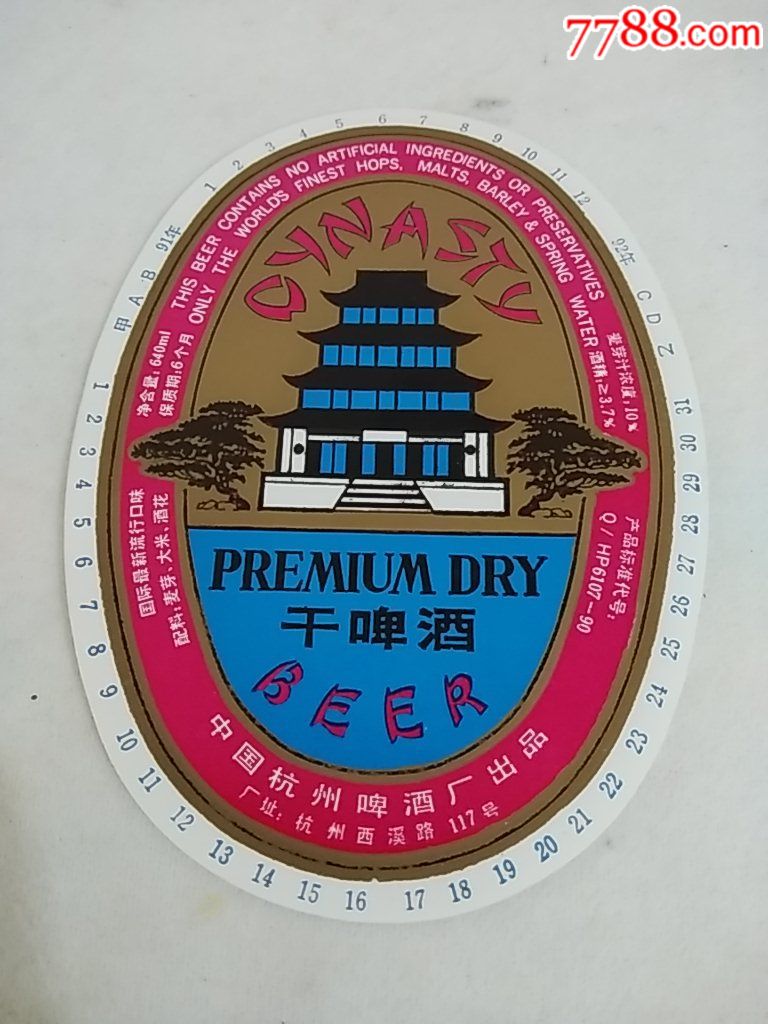 7788.com
1 2 3 4 5 6 7 8 9 10 11 12
甲 A B 91年
92年 C D Z
THIS BEER CONTAINS NO ARTIFICIAL INGREDIENTS OR PRESERVATIVES
ONLY THE WORLD'S FINEST HOPS, MALTS, BARLEY & SPRING WATER
净含量:640ml
保质期:6个月
麦芽汁浓度:10%
酒精:≥3.7%
DYNASTY
国际最新流行口味
配料:麦芽、大米、酒花
产品标准代号:
Q/HP6107-90
PREMIUM DRY
干啤酒
BEER
中国杭州啤酒厂出品
厂址:杭州西溪路117号
1 2 3 4 5 6 7 8 9 10 11 12 13 14 15 16 17 18 19 20 21 22 23 24 25 26 27 28 29 30 31